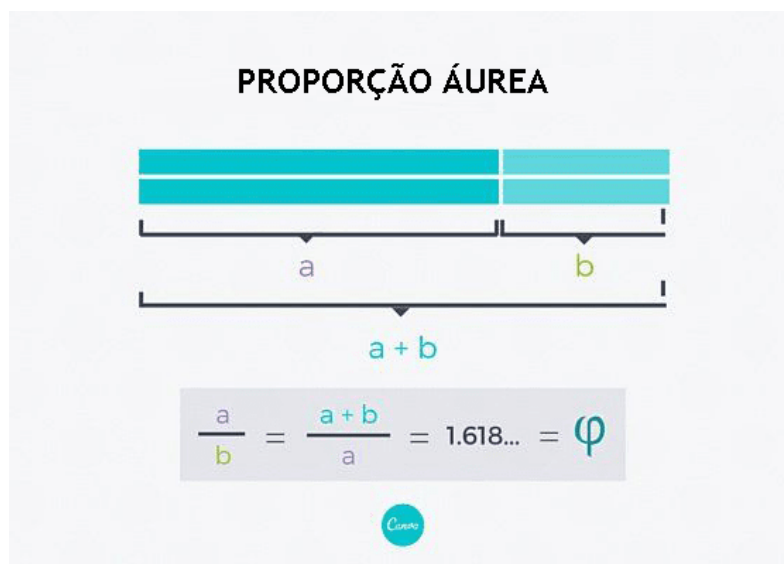 PROPORÇÃO ÁUREA
a
b
a + b
a/b = a + b/a = 1.618... = φ
Canva